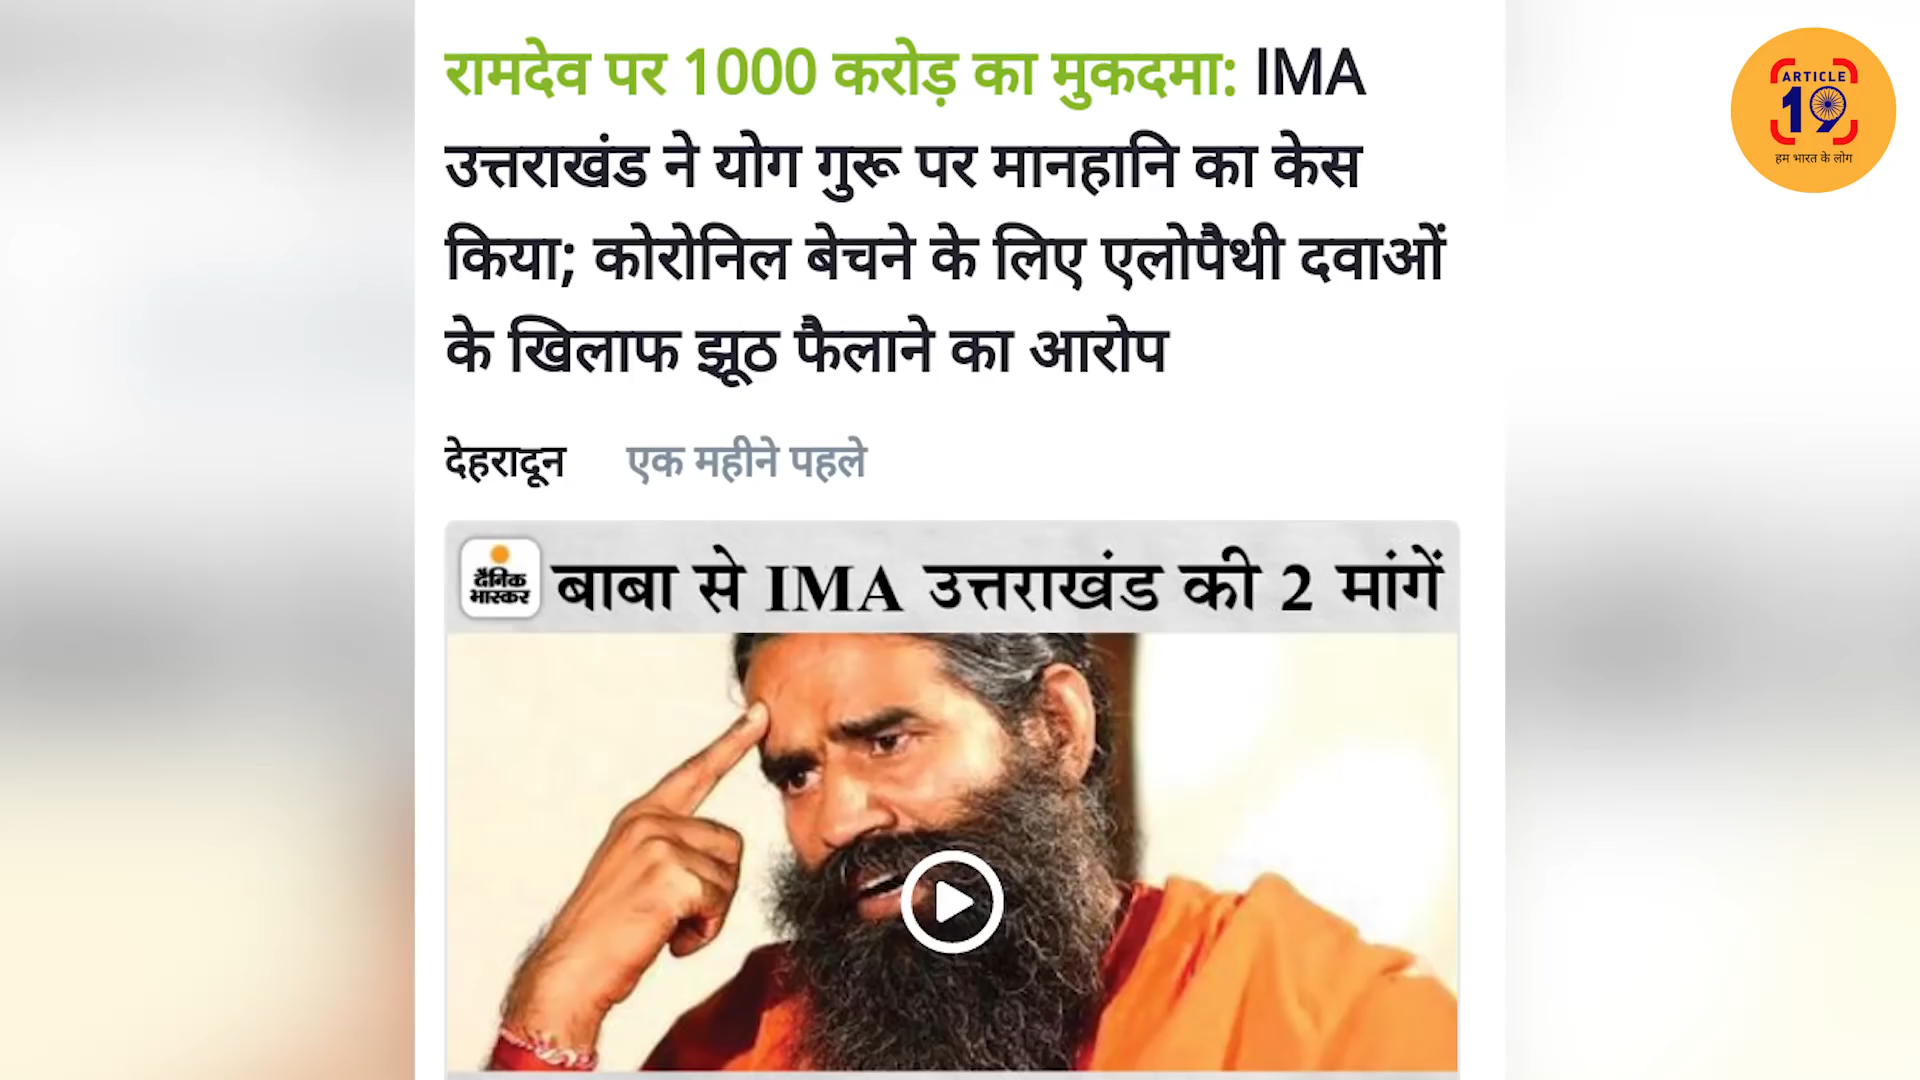 रामदेव पर 1000 करोड़ का मुकदमा: IMA
उत्तराखंड ने योग गुरू पर मानहानि का केस
किया; कोरोनिल बेचने के लिए एलोपैथी दवाओं
के खिलाफ झूठ फैलाने का आरोप
देहरादून एक महीने पहले
दैनिक
भास्कर
बाबा से IMA उत्तराखंड की 2 मांगें
ARTICLE
19
हम भारत के लोग